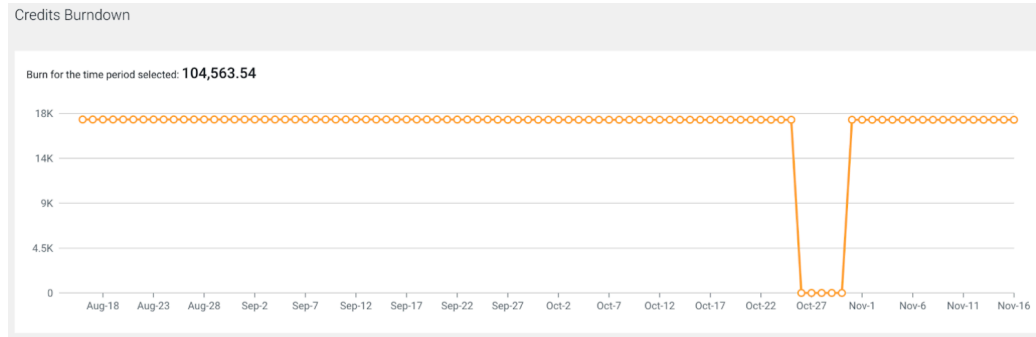 Credits Burndown
Burn for the time period selected: 104,563.54
18K
14K
9K
4.5K
0
Aug-18 Aug-23 Aug-28 Sep-2 Sep-7 Sep-12 Sep-17 Sep-22 Sep-27 Oct-2 Oct-7 Oct-12 Oct-17 Oct-22 Oct-27 Nov-1 Nov-6 Nov-11 Nov-16